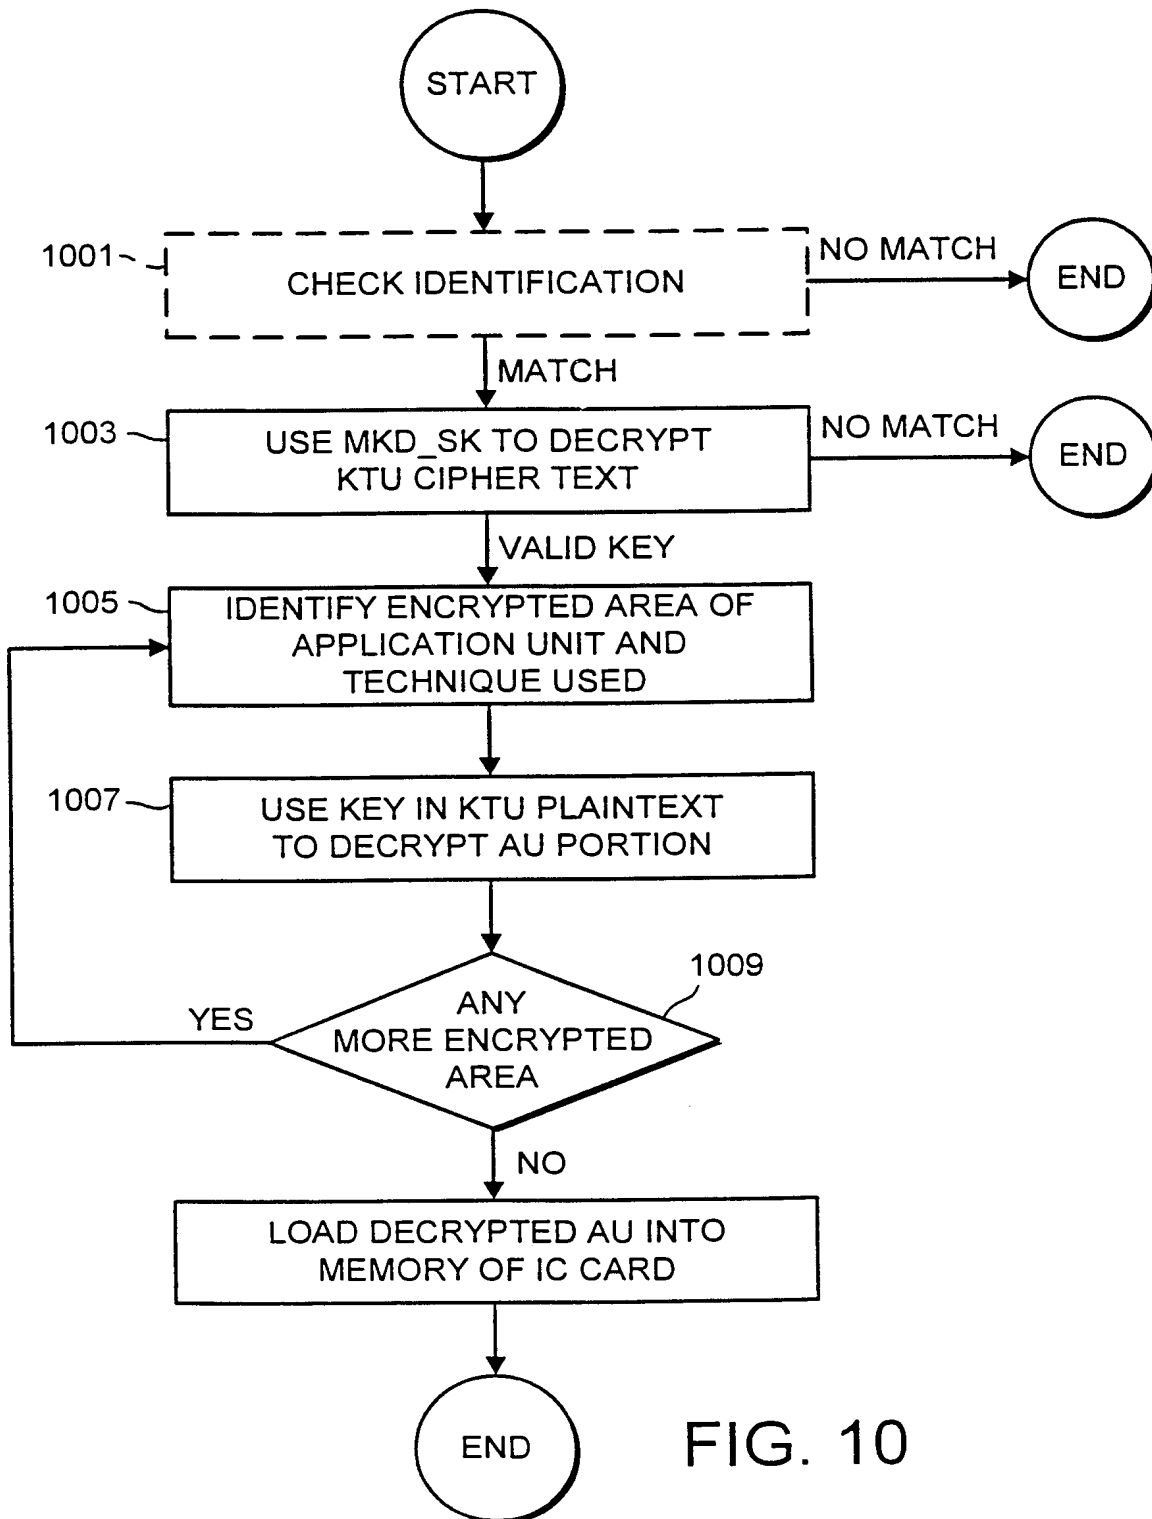 START
1001
CHECK IDENTIFICATION
NO MATCH
END
MATCH
1003
USE MKD_SK TO DECRYPT
KTU CIPHER TEXT
NO MATCH
END
VALID KEY
1005
IDENTIFY ENCRYPTED AREA OF
APPLICATION UNIT AND
TECHNIQUE USED
1007
USE KEY IN KTU PLAINTEXT
TO DECRYPT AU PORTION
1009
YES
ANY
MORE ENCRYPTED
AREA
NO
LOAD DECRYPTED AU INTO
MEMORY OF IC CARD
END
FIG. 10